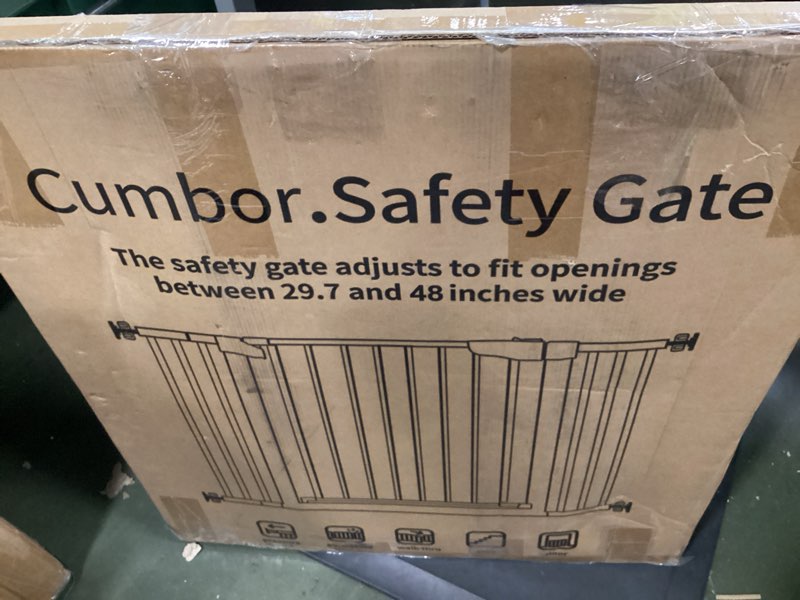 Cumbor.Safety Gate
The safety gate adjusts to fit openings
between 29.7 and 48 inches wide